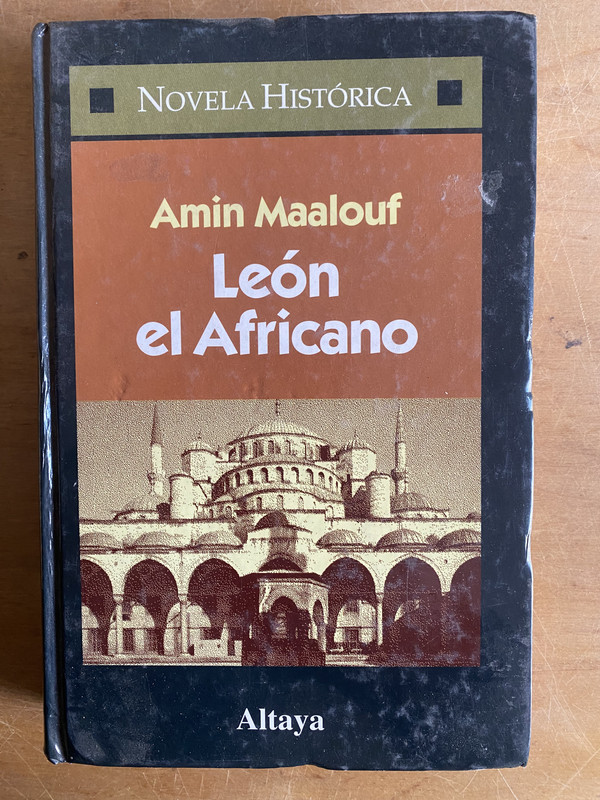 NOVELA HISTÓRICA
Amin Maalouf
León
el Africano
Altaya